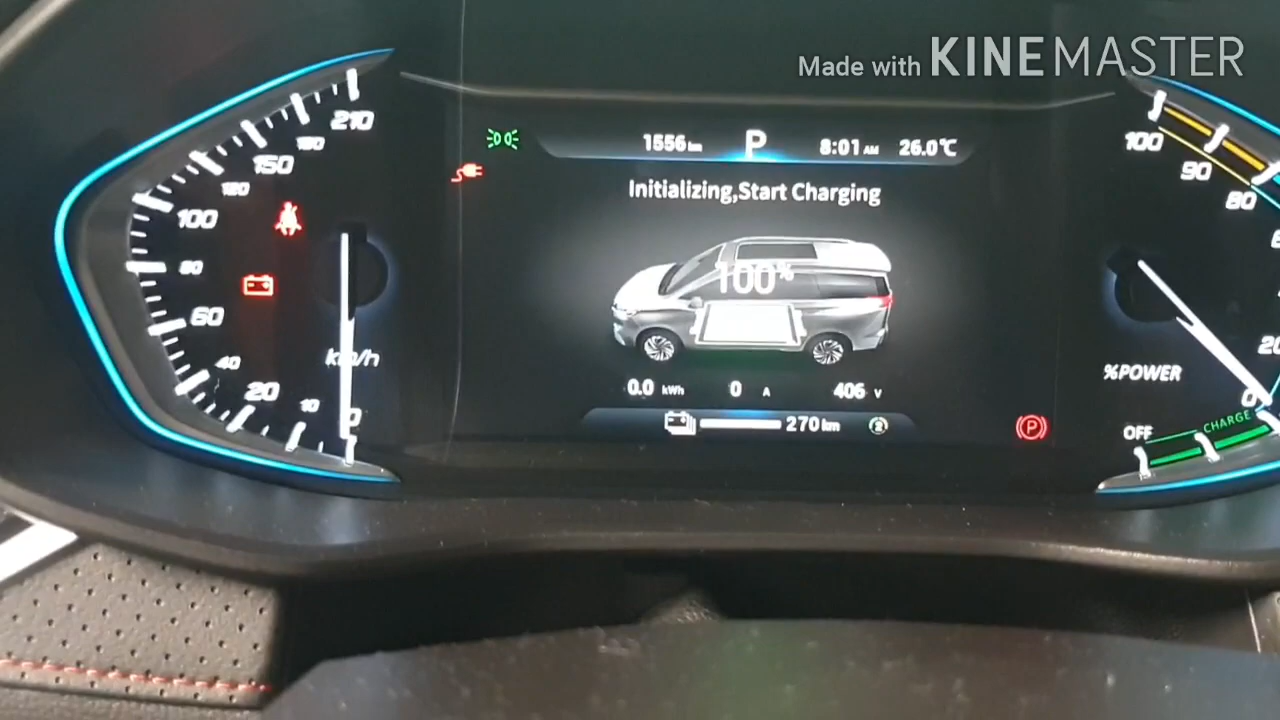 Made with KINEMASTER
1556 km P 8:01 AM 26.0℃
Initializing,Start Charging
100%
0.0 kWh 0 A 406 V
270 km
210
180
150
120
100
80
60
40
20
10
0
km/h
100
90
80
20
0
%POWER
OFF
CHARGE
P